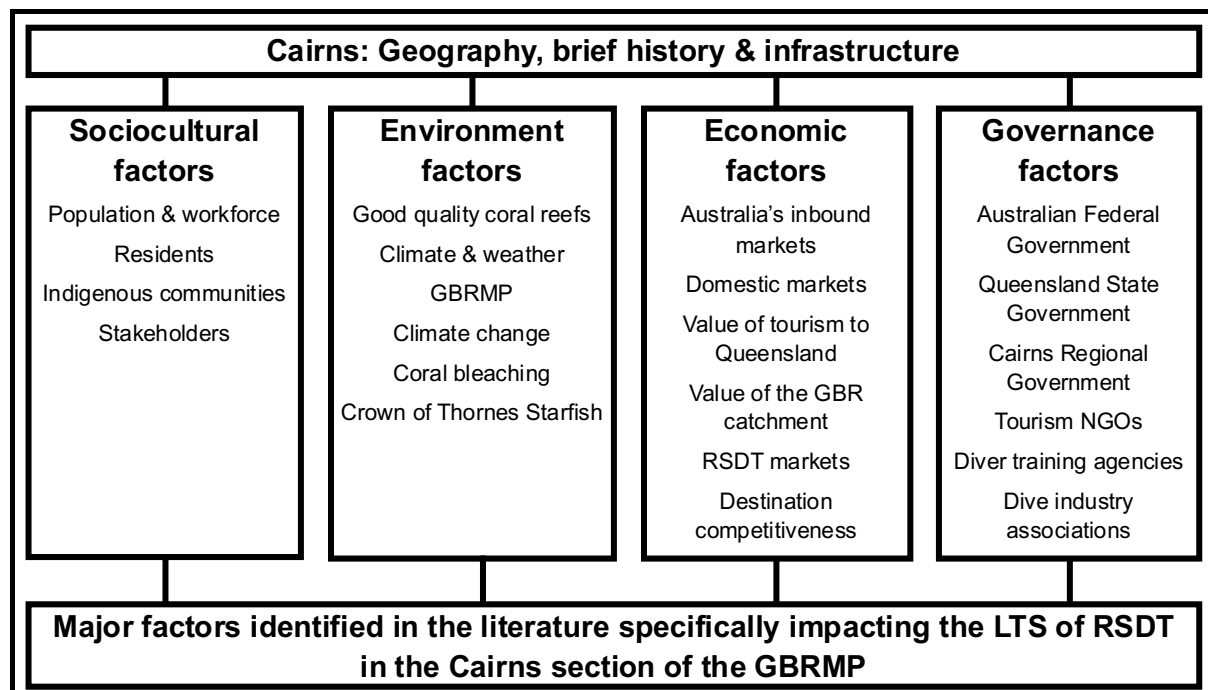 Cairns: Geography, brief history & infrastructure
Sociocultural
factors
Population & workforce
Residents
Indigenous communities
Stakeholders
Environment
factors
Good quality coral reefs
Climate & weather
GBRMP
Climate change
Coral bleaching
Crown of Thornes Starfish
Economic
factors
Australia’s inbound
markets
Domestic markets
Value of tourism to
Queensland
Value of the GBR
catchment
RSDT markets
Destination
competitiveness
Governance
factors
Australian Federal
Government
Queensland State
Government
Cairns Regional
Government
Tourism NGOs
Diver training agencies
Dive industry
associations
Major factors identified in the literature specifically impacting the LTS of RSDT
in the Cairns section of the GBRMP